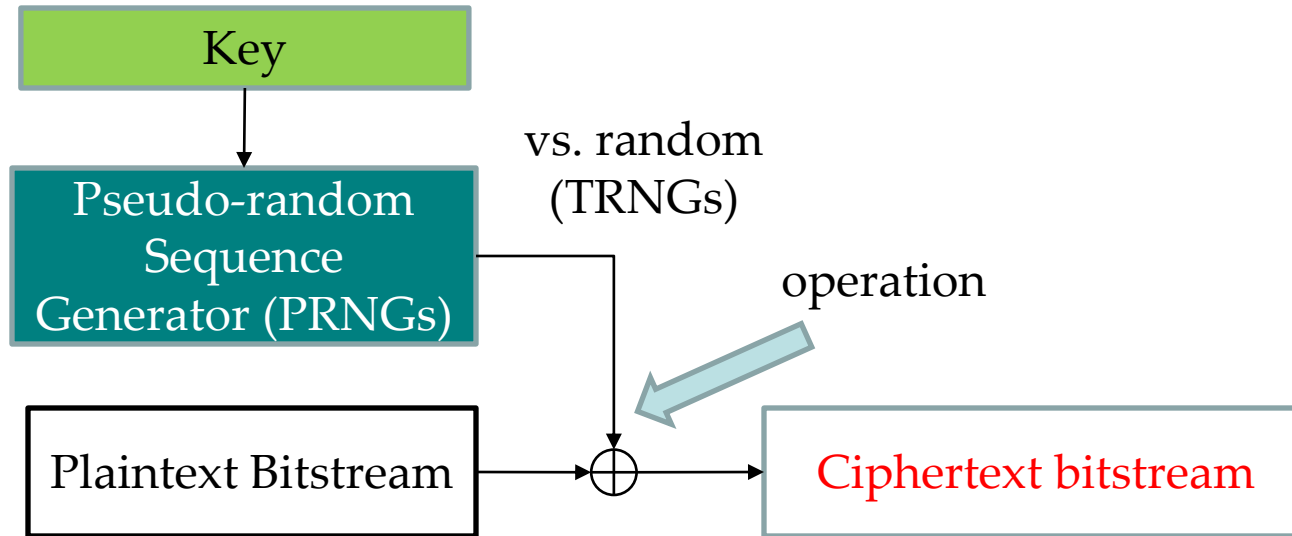 Key
vs. random
(TRNGs)
Pseudo-random
Sequence
Generator (PRNGs)
operation
Plaintext Bitstream
Ciphertext bitstream